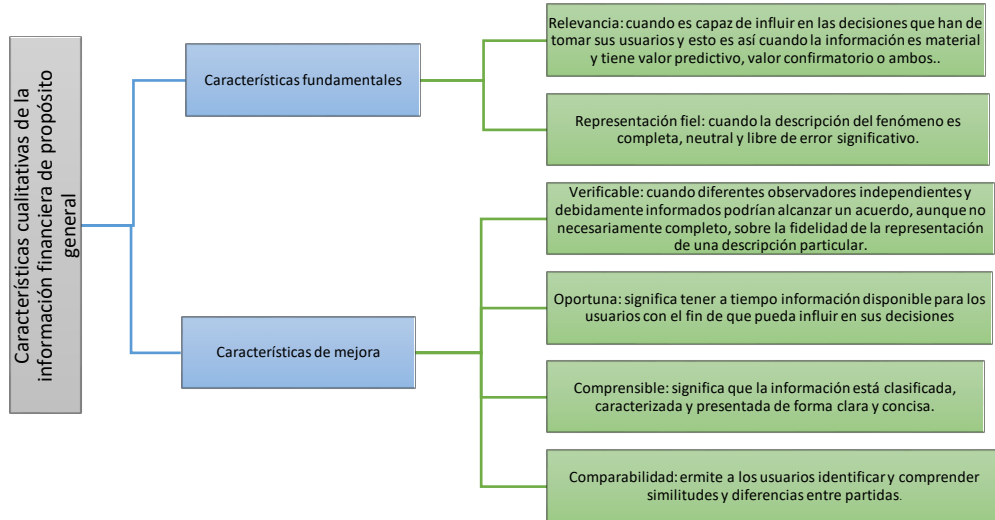 Características cualitativas de la
información financiera de propósito
general
Características fundamentales
Relevancia: cuando es capaz de influir en las decisiones que han de
tomar sus usuarios y esto es así cuando la información es material
y tiene valor predictivo, valor confirmatorio o ambos..
Representación fiel: cuando la descripción del fenómeno es
completa, neutral y libre de error significativo.
Características de mejora
Verificable: cuando diferentes observadores independientes y
debidamente informados podrían alcanzar un acuerdo, aunque no
necesariamente completo, sobre la fidelidad de la representación
de una descripción particular.
Oportuna: significa tener a tiempo información disponible para los
usuarios con el fin de que pueda influir en sus decisiones
Comprensible: significa que la información está clasificada,
caracterizada y presentada de forma clara y concisa.
Comparabilidad: ermite a los usuarios identificar y comprender
similitudes y diferencias entre partidas.